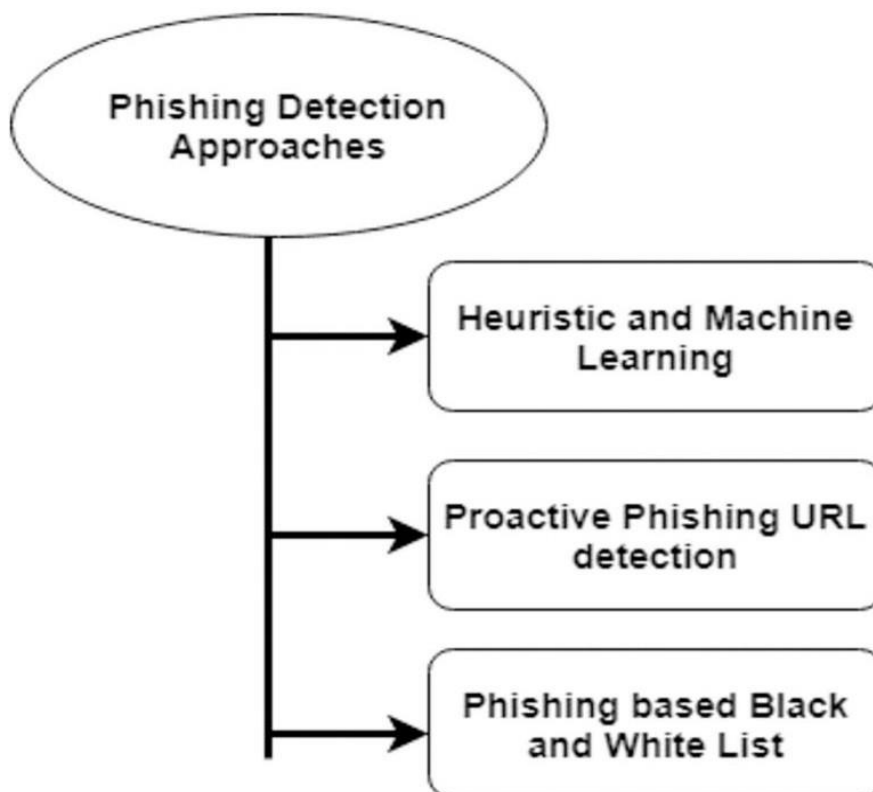 Phishing Detection
Approaches
Heuristic and Machine
Learning
Proactive Phishing URL
detection
Phishing based Black
and White List